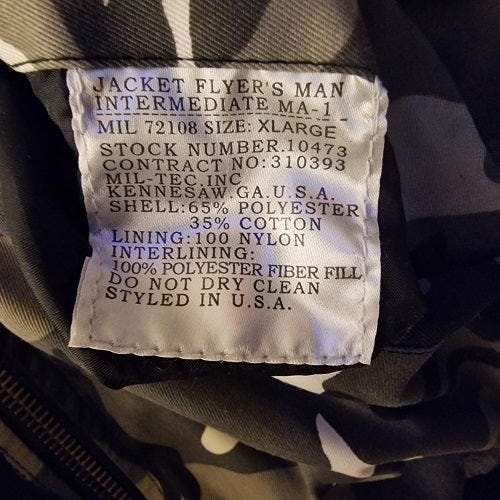 JACKET FLYER'S MAN
INTERMEDIATE MA-1
MIL 72108 SIZE: XLARGE
STOCK NUMBER.10473
CONTRACT NO:310393
MIL-TEC INC
KENNESAW.GA.U.S.A.
SHELL:65% POLYESTER
35% COTTON
LINING:100 NYLON
INTERLINING:
100% POLYESTER FIBER FILL
DO NOT DRY CLEAN
STYLED IN U.S.A.